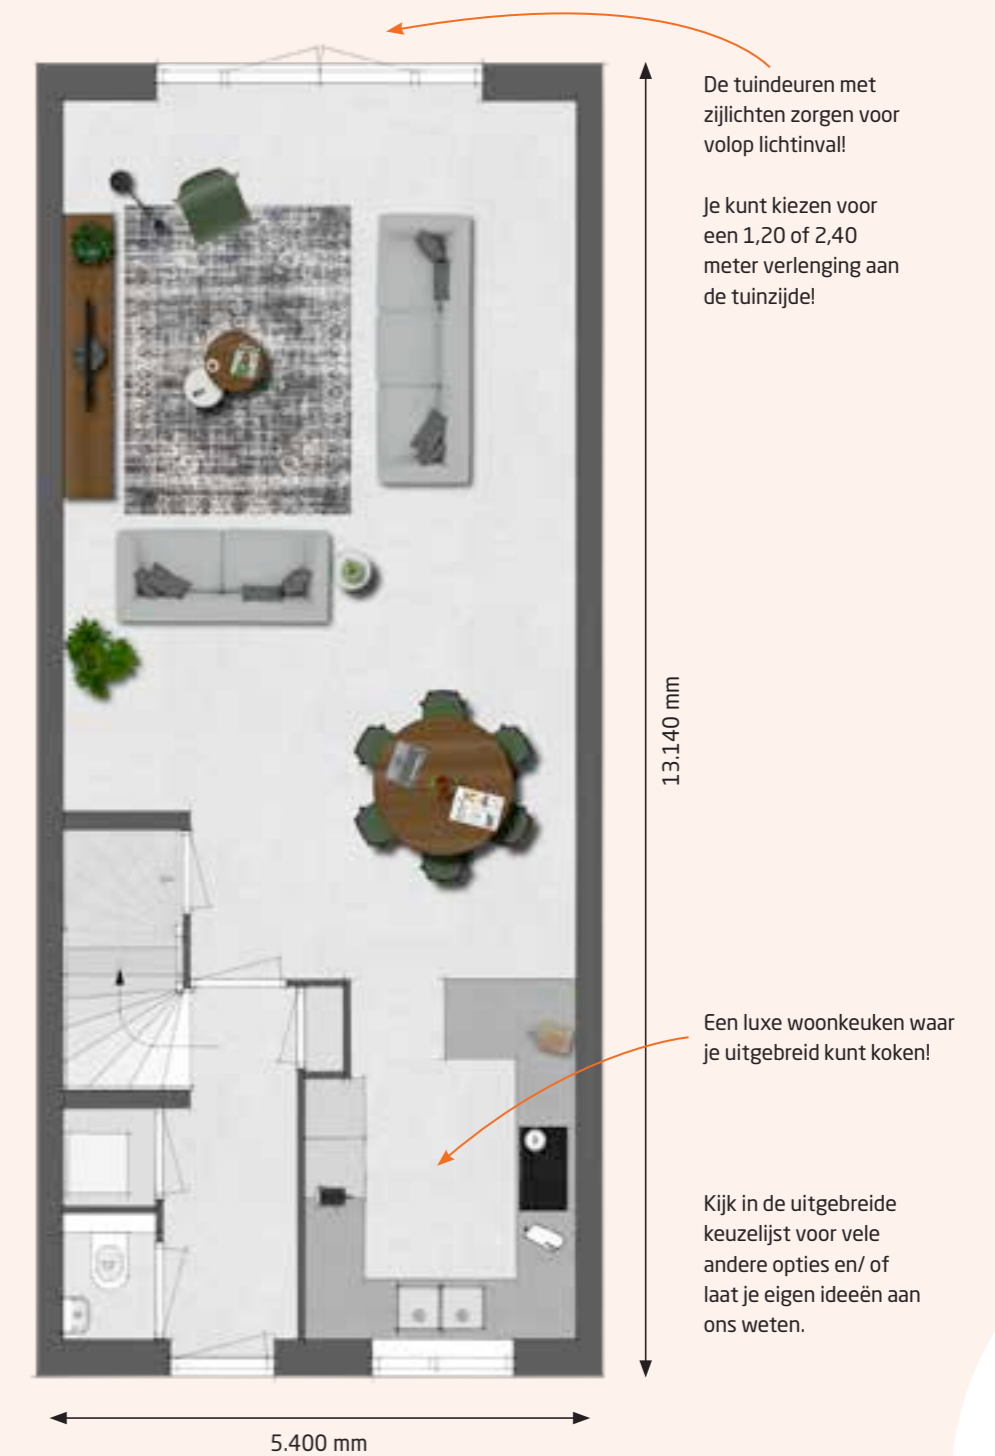 De tuindeuren met
zijlichten zorgen voor
volop lichtinval!
Je kunt kiezen voor
een 1,20 of 2,40
meter verlenging aan
de tuinzijde!
13.140 mm
Een luxe woonkeuken waar
je uitgebreid kunt koken!
Kijk in de uitgebreide
keuzelijst voor vele
andere opties en/ of
laat je eigen ideeën aan
ons weten.
5.400 mm